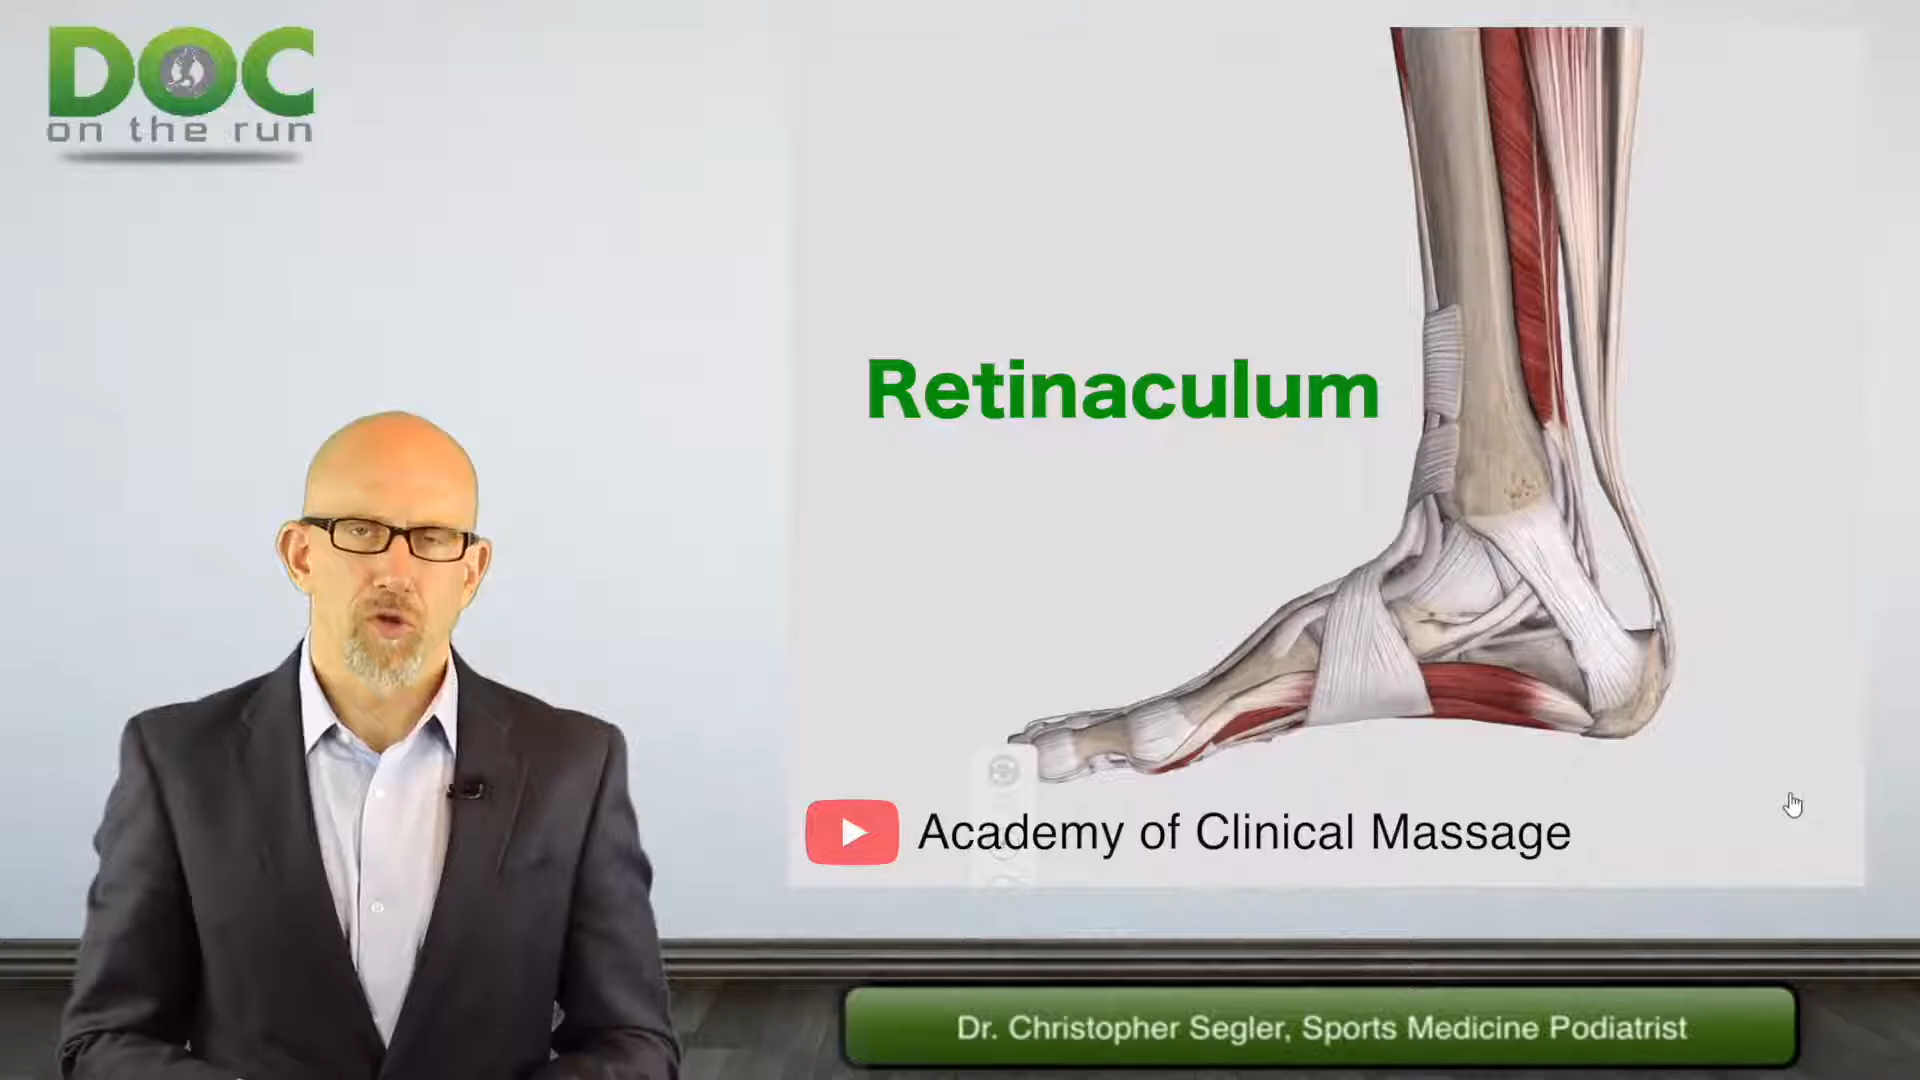 DOC
on the run
Retinaculum
Academy of Clinical Massage
Dr. Christopher Segler, Sports Medicine Podiatrist